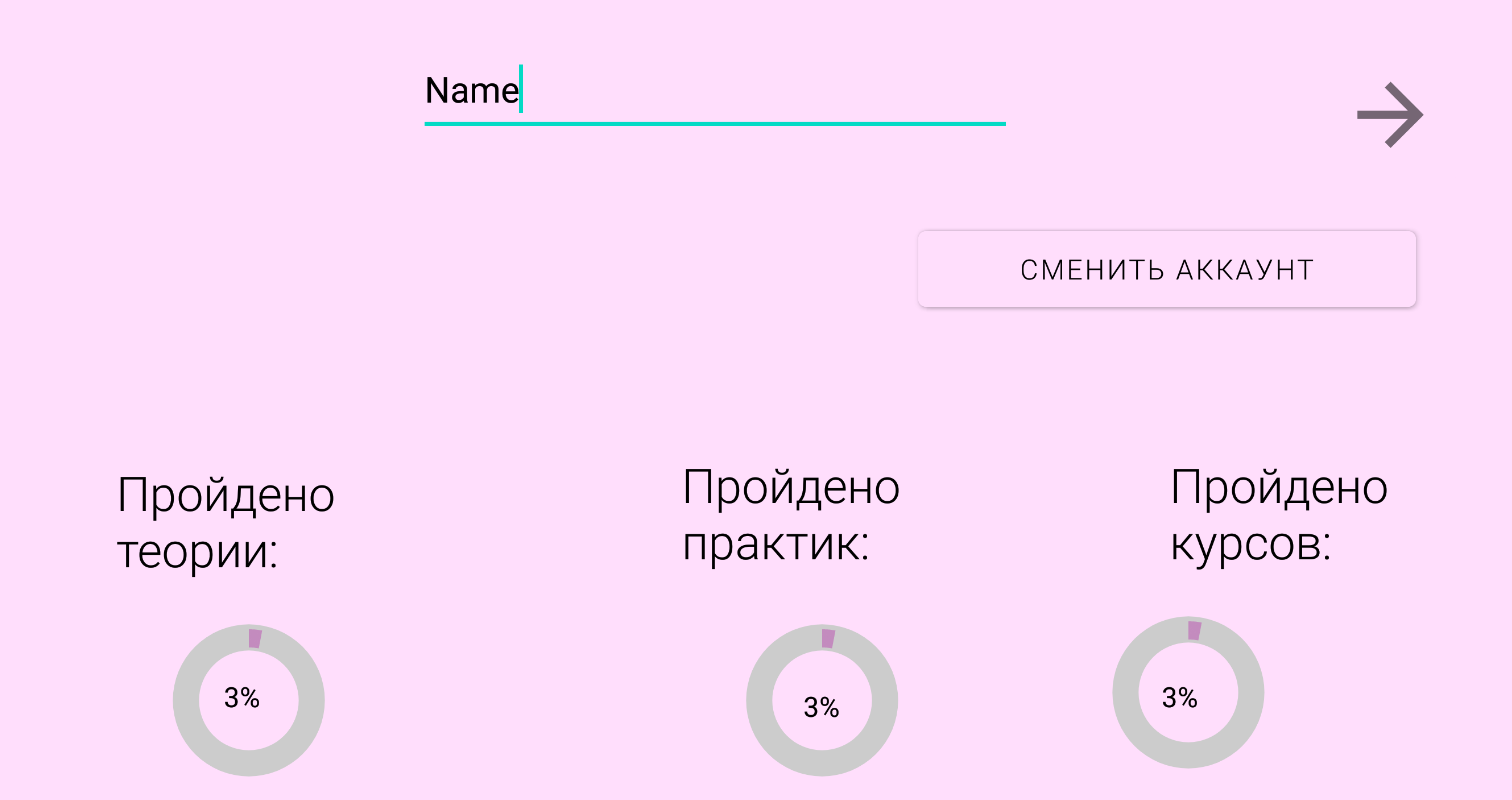 Name
СМЕНИТЬ АККАУНТ
Пройдено
теории:
Пройдено
практик:
Пройдено
курсов:
3%
3%
3%